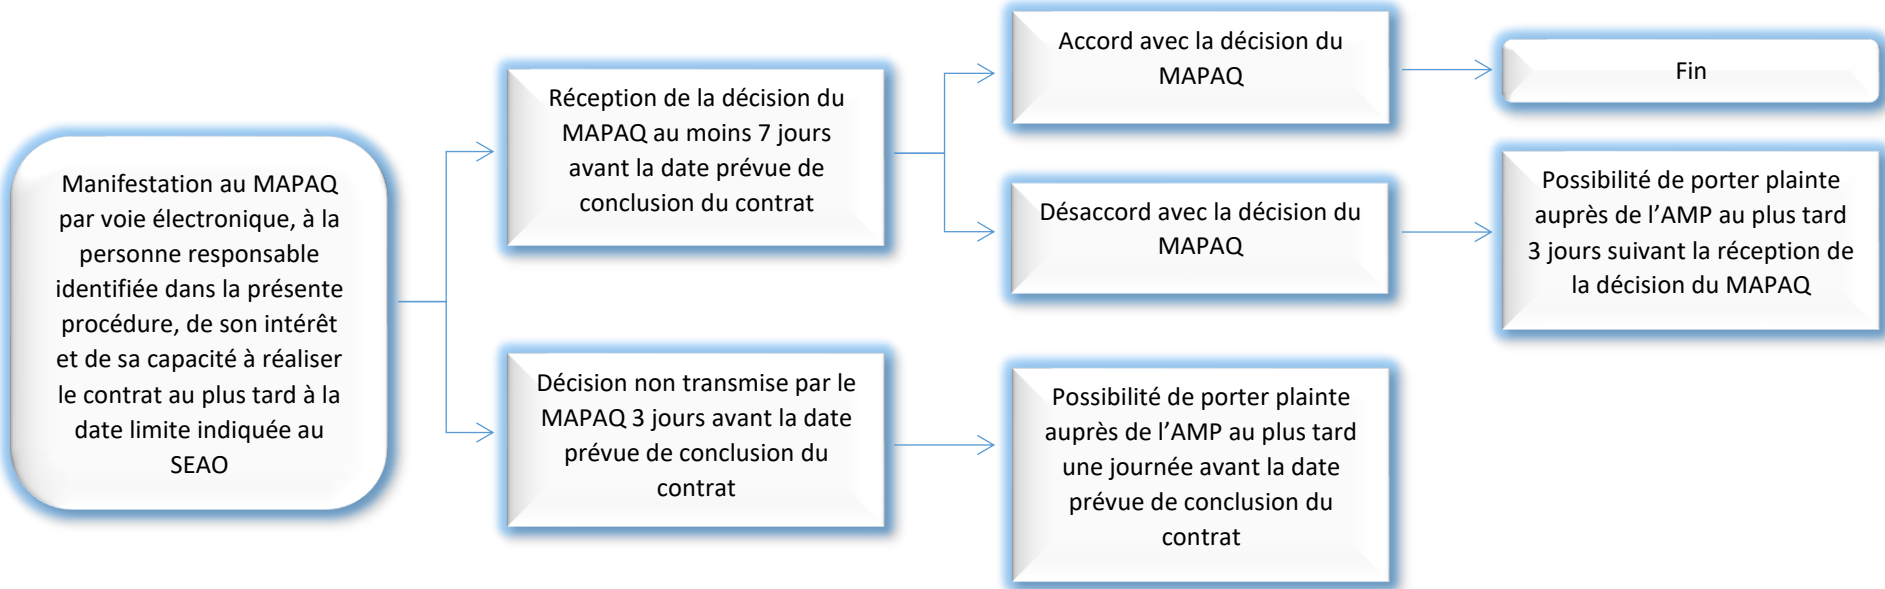 Manifestation au MAPAQ
par voie électronique, à la
personne responsable
identifiée dans la présente
procédure, de son intérêt
et de sa capacité à réaliser
le contrat au plus tard à la
date limite indiquée au
SEAO
Réception de la décision du
MAPAQ au moins 7 jours
avant la date prévue de
conclusion du contrat
Accord avec la décision du
MAPAQ
Fin
Désaccord avec la décision du
MAPAQ
Possibilité de porter plainte
auprès de l’AMP au plus tard
3 jours suivant la réception de
la décision du MAPAQ
Décision non transmise par le
MAPAQ 3 jours avant la date
prévue de conclusion du
contrat
Possibilité de porter plainte
auprès de l’AMP au plus tard
une journée avant la date
prévue de conclusion du
contrat